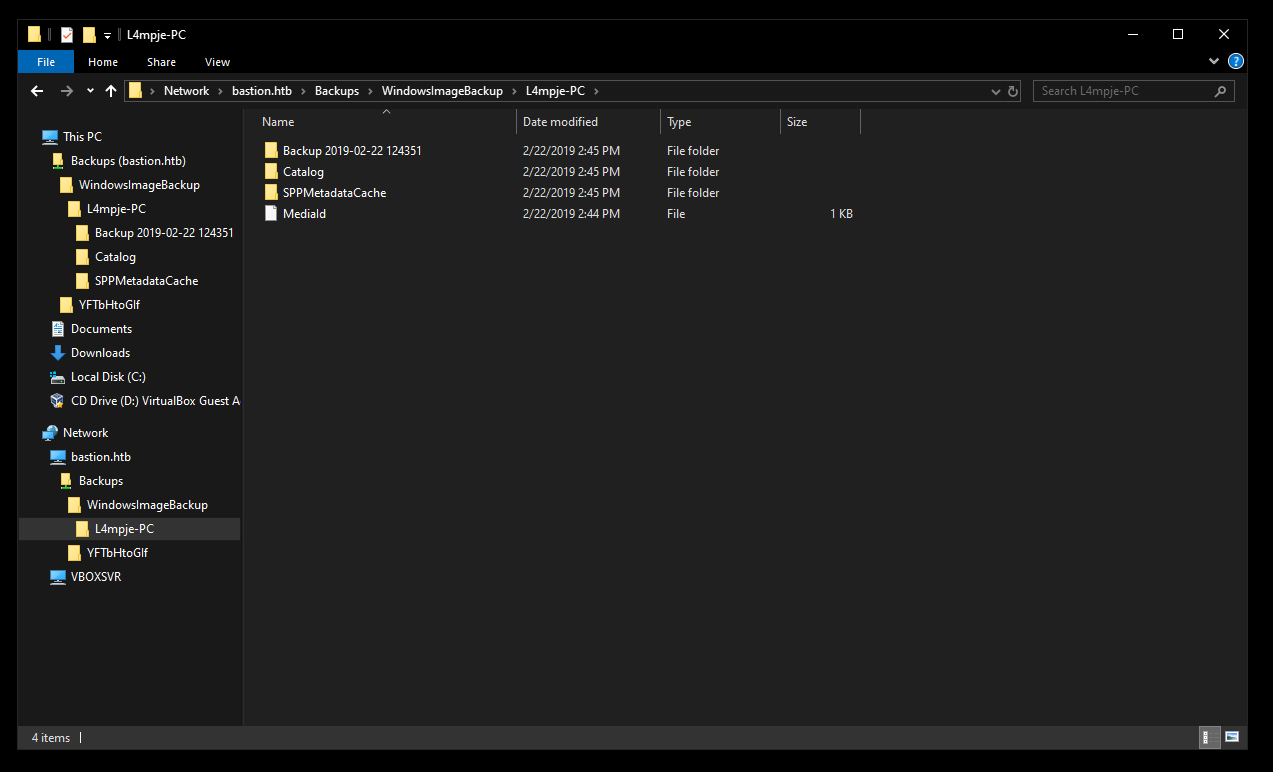 L4mpje-PC
File Home Share View
Network bastion.htb Backups WindowsImageBackup L4mpje-PC Search L4mpje-PC
This PC
Backups (bastion.htb)
WindowsImageBackup
L4mpje-PC
Backup 2019-02-22 124351
Catalog
SPPMetadataCache
YFTbHtoGlf
Documents
Downloads
Local Disk (C:)
CD Drive (D:) VirtualBox Guest A
Network
bastion.htb
Backups
WindowsImageBackup
L4mpje-PC
YFTbHtoGlf
VBOXSVR
Name Date modified Type Size
Backup 2019-02-22 124351 2/22/2019 2:45 PM File folder
Catalog 2/22/2019 2:45 PM File folder
SPPMetadataCache 2/22/2019 2:45 PM File folder
MediaId 2/22/2019 2:44 PM File 1 KB
4 items